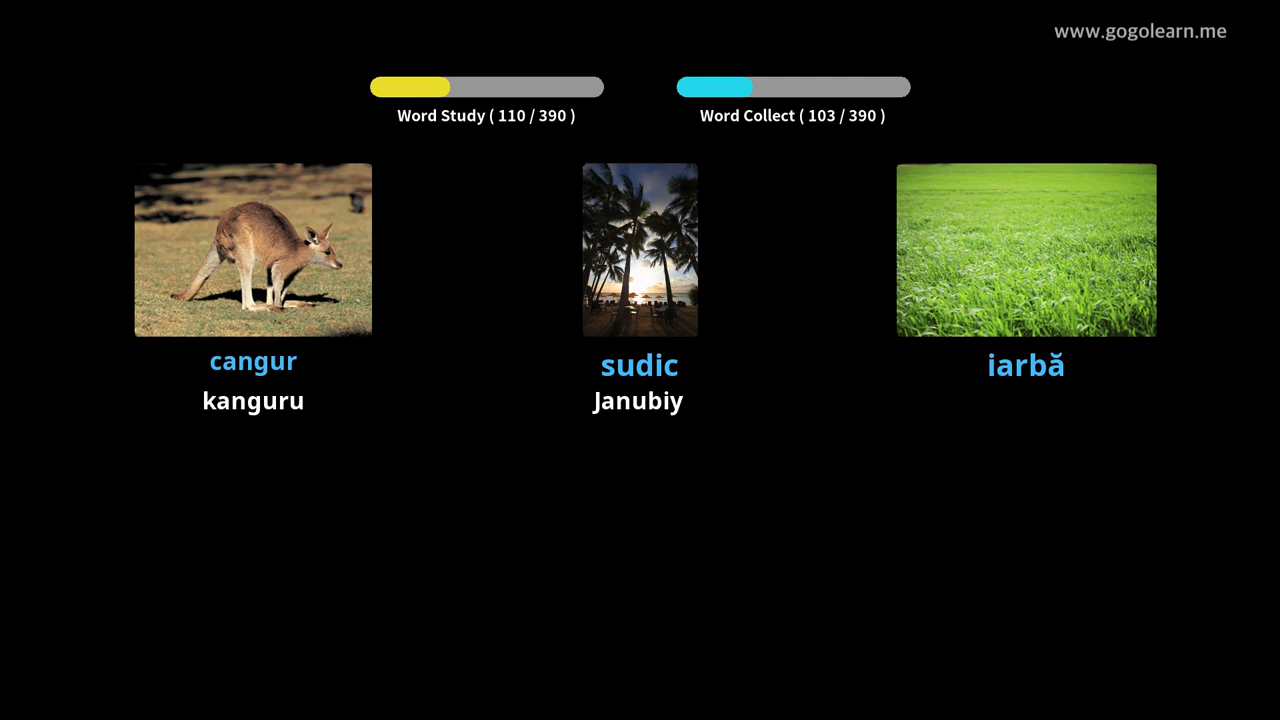 www.gogolearn.me
Word Study ( 110 / 390 )
Word Collect ( 103 / 390 )
cangur
kanguru
sudic
Janubiy
iarbă